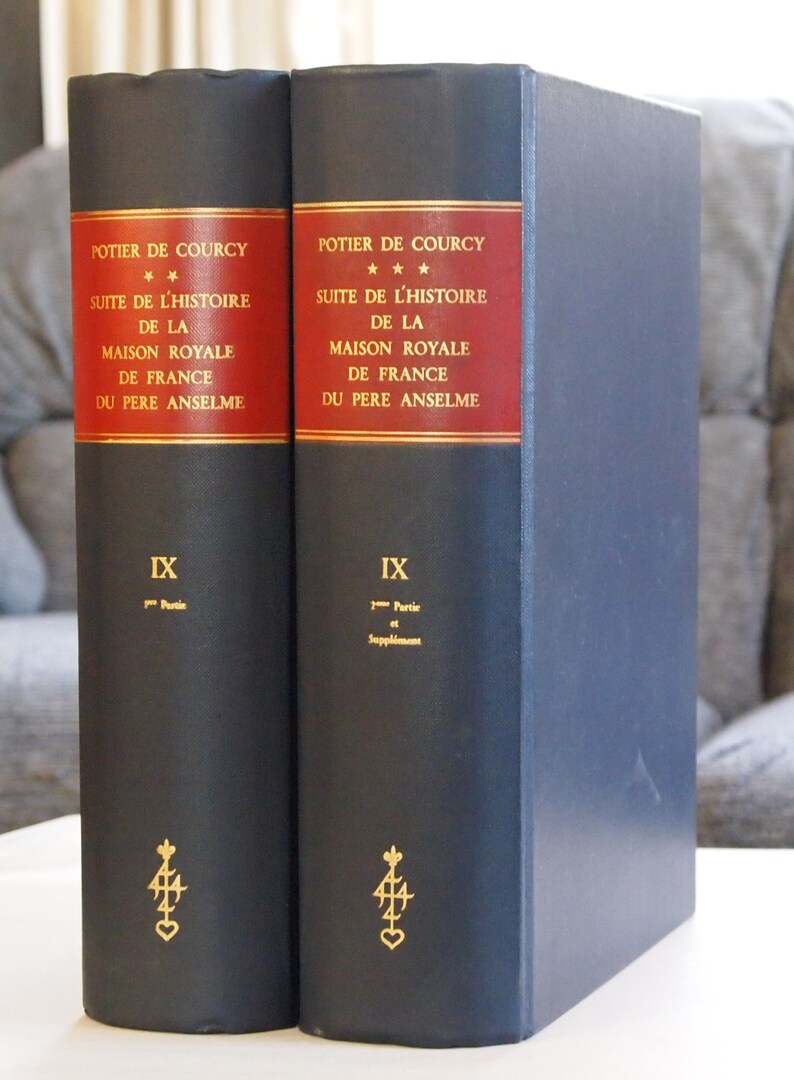 POTIER DE COURCY
★ ★
SUITE DE L'HISTOIRE
DE LA
MAISON ROYALE
DE FRANCE
DU PERE ANSELME
IX
1ère Partie
POTIER DE COURCY
★ ★ ★
SUITE DE L'HISTOIRE
DE LA
MAISON ROYALE
DE FRANCE
DU PERE ANSELME
IX
2ème Partie
et
Supplément